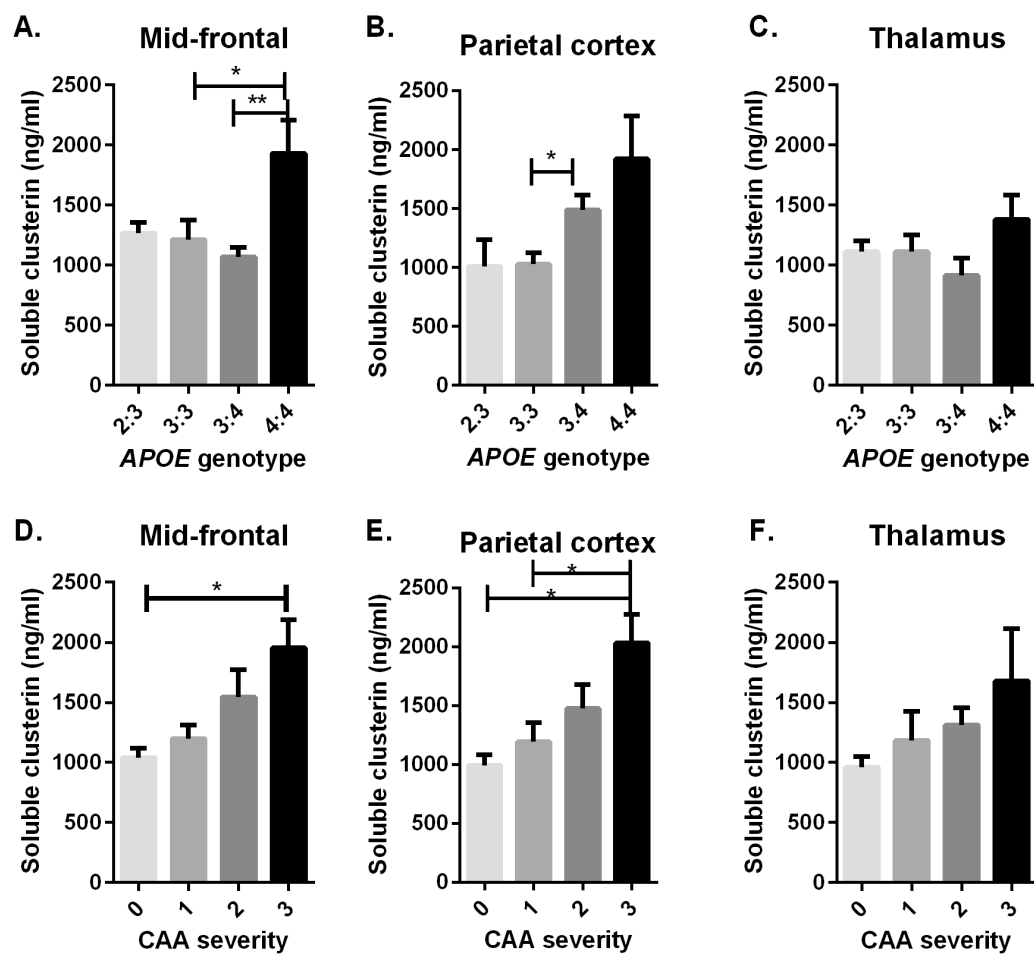 A.
Mid-frontal
Soluble clusterin (ng/ml)
2500
2000
1500
1000
500
0
*
**
2:3
3:3
3:4
4:4
APOE genotype
B.
Parietal cortex
Soluble clusterin (ng/ml)
2500
2000
1500
1000
500
0
*
2:3
3:3
3:4
4:4
APOE genotype
C.
Thalamus
Soluble clusterin (ng/ml)
2500
2000
1500
1000
500
0
2:3
3:3
3:4
4:4
APOE genotype
D.
Mid-frontal
Soluble clusterin (ng/ml)
2500
2000
1500
1000
500
0
*
0
1
2
3
CAA severity
E.
Parietal cortex
Soluble clusterin (ng/ml)
2500
2000
1500
1000
500
0
*
*
0
1
2
3
CAA severity
F.
Thalamus
Soluble clusterin (ng/ml)
2500
2000
1500
1000
500
0
0
1
2
3
CAA severity